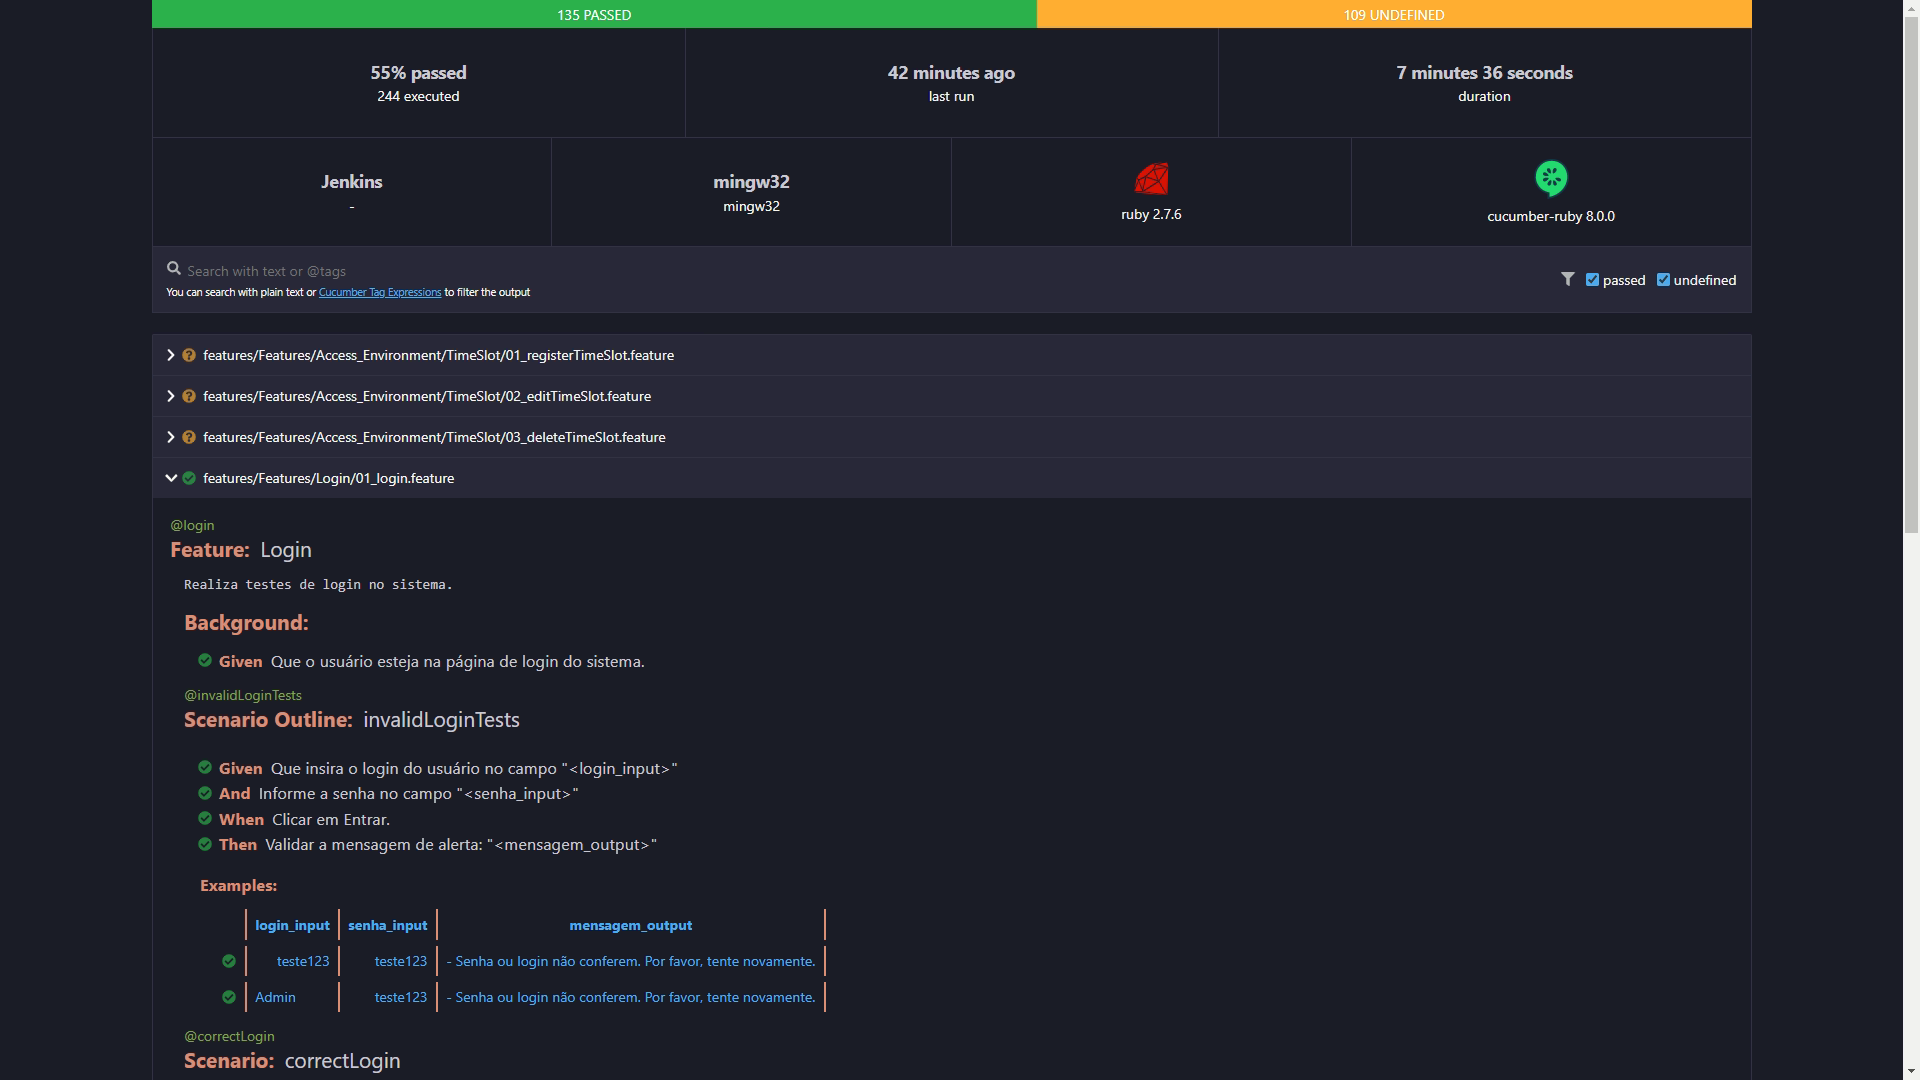 135 PASSED
109 UNDEFINED
55% passed
244 executed
42 minutes ago
last run
7 minutes 36 seconds
duration
Jenkins
-
mingw32
mingw32
ruby 2.7.6
cucumber-ruby 8.0.0
Search with text or @tags
You can search with plain text or Cucumber Tag Expressions to filter the output
passed
undefined
features/Features/Access_Environment/TimeSlot/01_registerTimeSlot.feature
features/Features/Access_Environment/TimeSlot/02_editTimeSlot.feature
features/Features/Access_Environment/TimeSlot/03_deleteTimeSlot.feature
features/Features/Login/01_login.feature
@login
Feature: Login
Realiza testes de login no sistema.
Background:
Given Que o usuário esteja na página de login do sistema.
@invalidLoginTests
Scenario Outline: invalidLoginTests
Given Que insira o login do usuário no campo "<login_input>"
And Informe a senha no campo "<senha_input>"
When Clicar em Entrar.
Then Validar a mensagem de alerta: "<mensagem_output>"
Examples:
login_input senha_input mensagem_output
teste123 teste123 - Senha ou login não conferem. Por favor, tente novamente.
Admin teste123 - Senha ou login não conferem. Por favor, tente novamente.
@correctLogin
Scenario: correctLogin